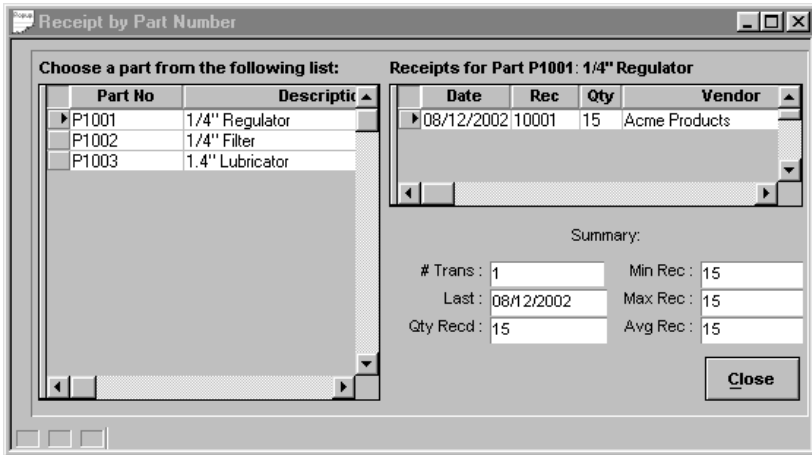 Popup Receipt by Part Number
Choose a part from the following list:
Part No Descriptio
P1001 1/4" Regulator
P1002 1/4" Filter
P1003 1.4" Lubricator
Receipts for Part P1001: 1/4" Regulator
Date Rec Qty Vendor
08/12/2002 10001 15 Acme Products
Summary:
# Trans : 1 Min Rec : 15
Last : 08/12/2002 Max Rec : 15
Qty Recd : 15 Avg Rec : 15
Close